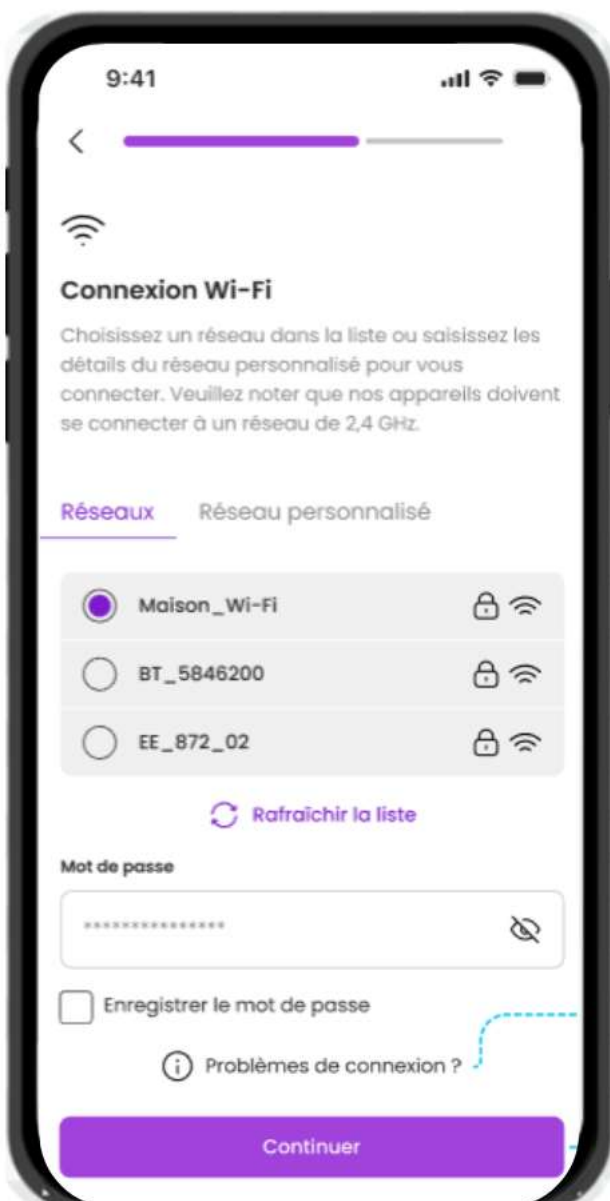 9:41
Connexion Wi-Fi
Choisissez un réseau dans la liste ou saisissez les
détails du réseau personnalisé pour vous
connecter. Veuillez noter que nos appareils doivent
se connecter à un réseau de 2,4 GHz.
Réseaux Réseau personnalisé
Maison_Wi-Fi
BT_5846200
EE_872_02
Rafraîchir la liste
Mot de passe
***************
Enregistrer le mot de passe
Problèmes de connexion ?
Continuer